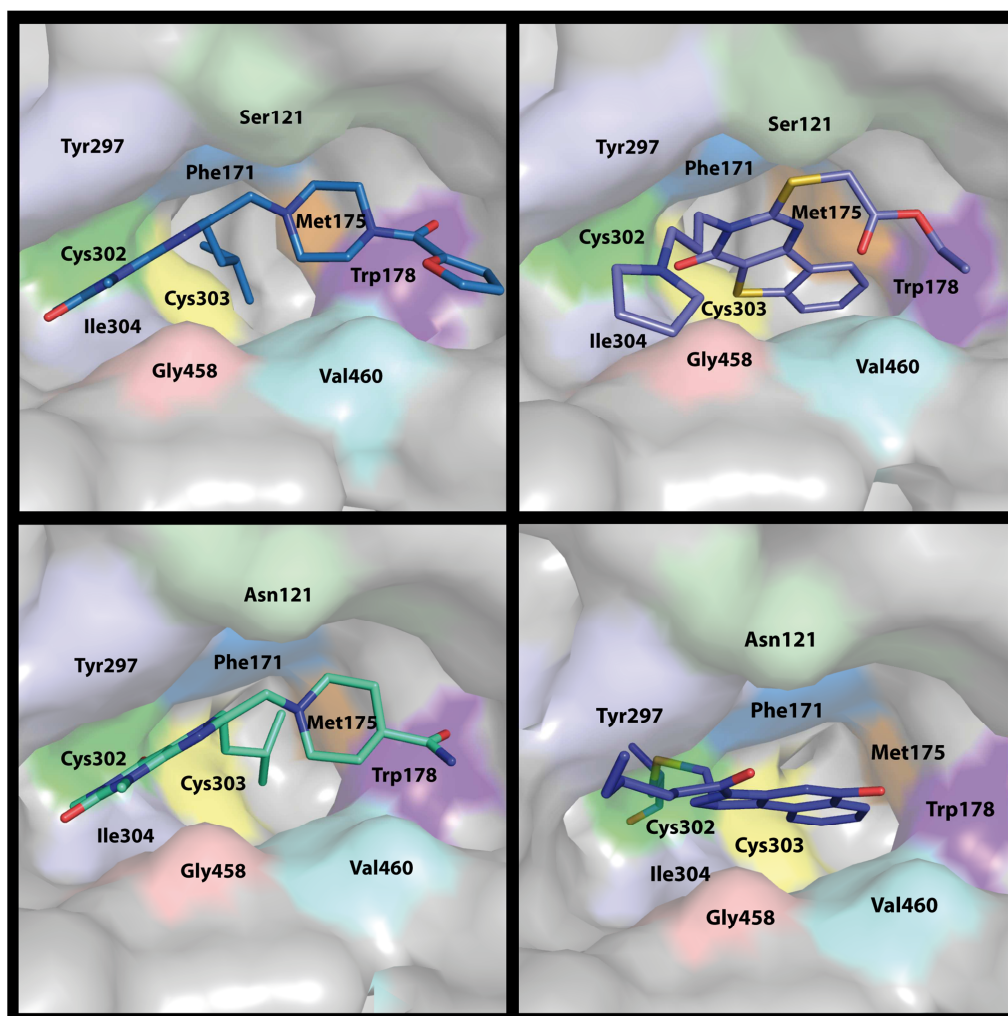 Ser121
Tyr297
Phe171
Met175
Cys302
Trp178
Cys303
Ile304
Gly458
Val460
Ser121
Tyr297
Phe171
Met175
Cys302
Trp178
Cys303
Ile304
Gly458
Val460
Asn121
Tyr297
Phe171
Met175
Cys302
Trp178
Cys303
Ile304
Gly458
Val460
Asn121
Tyr297
Phe171
Met175
Trp178
Cys302
Cys303
Ile304
Gly458
Val460